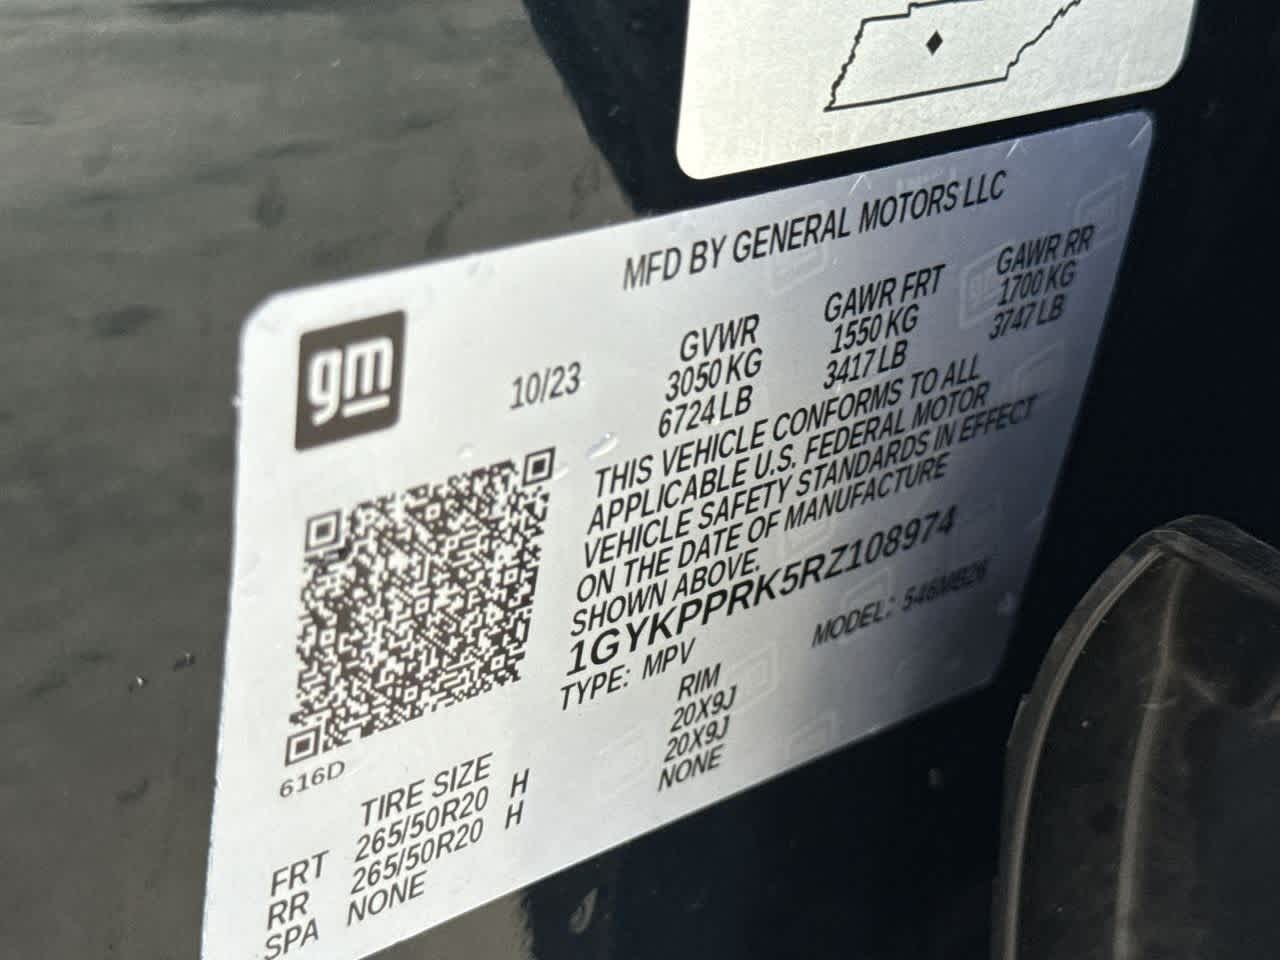 MFD BY GENERAL MOTORS LLC
gm
10/23
GVWR GAWR FRT GAWR RR
3050 KG 1550 KG 1700 KG
6724 LB 3417 LB 3747 LB
THIS VEHICLE CONFORMS TO ALL
APPLICABLE U.S. FEDERAL MOTOR
VEHICLE SAFETY STANDARDS IN EFFECT
ON THE DATE OF MANUFACTURE
SHOWN ABOVE.
1GYKPPRK5RZ108974
TYPE: MPV MODEL: 546MB26
616D
TIRE SIZE RIM
FRT 265/50R20 H 20X9J
RR 265/50R20 H 20X9J
SPA NONE NONE